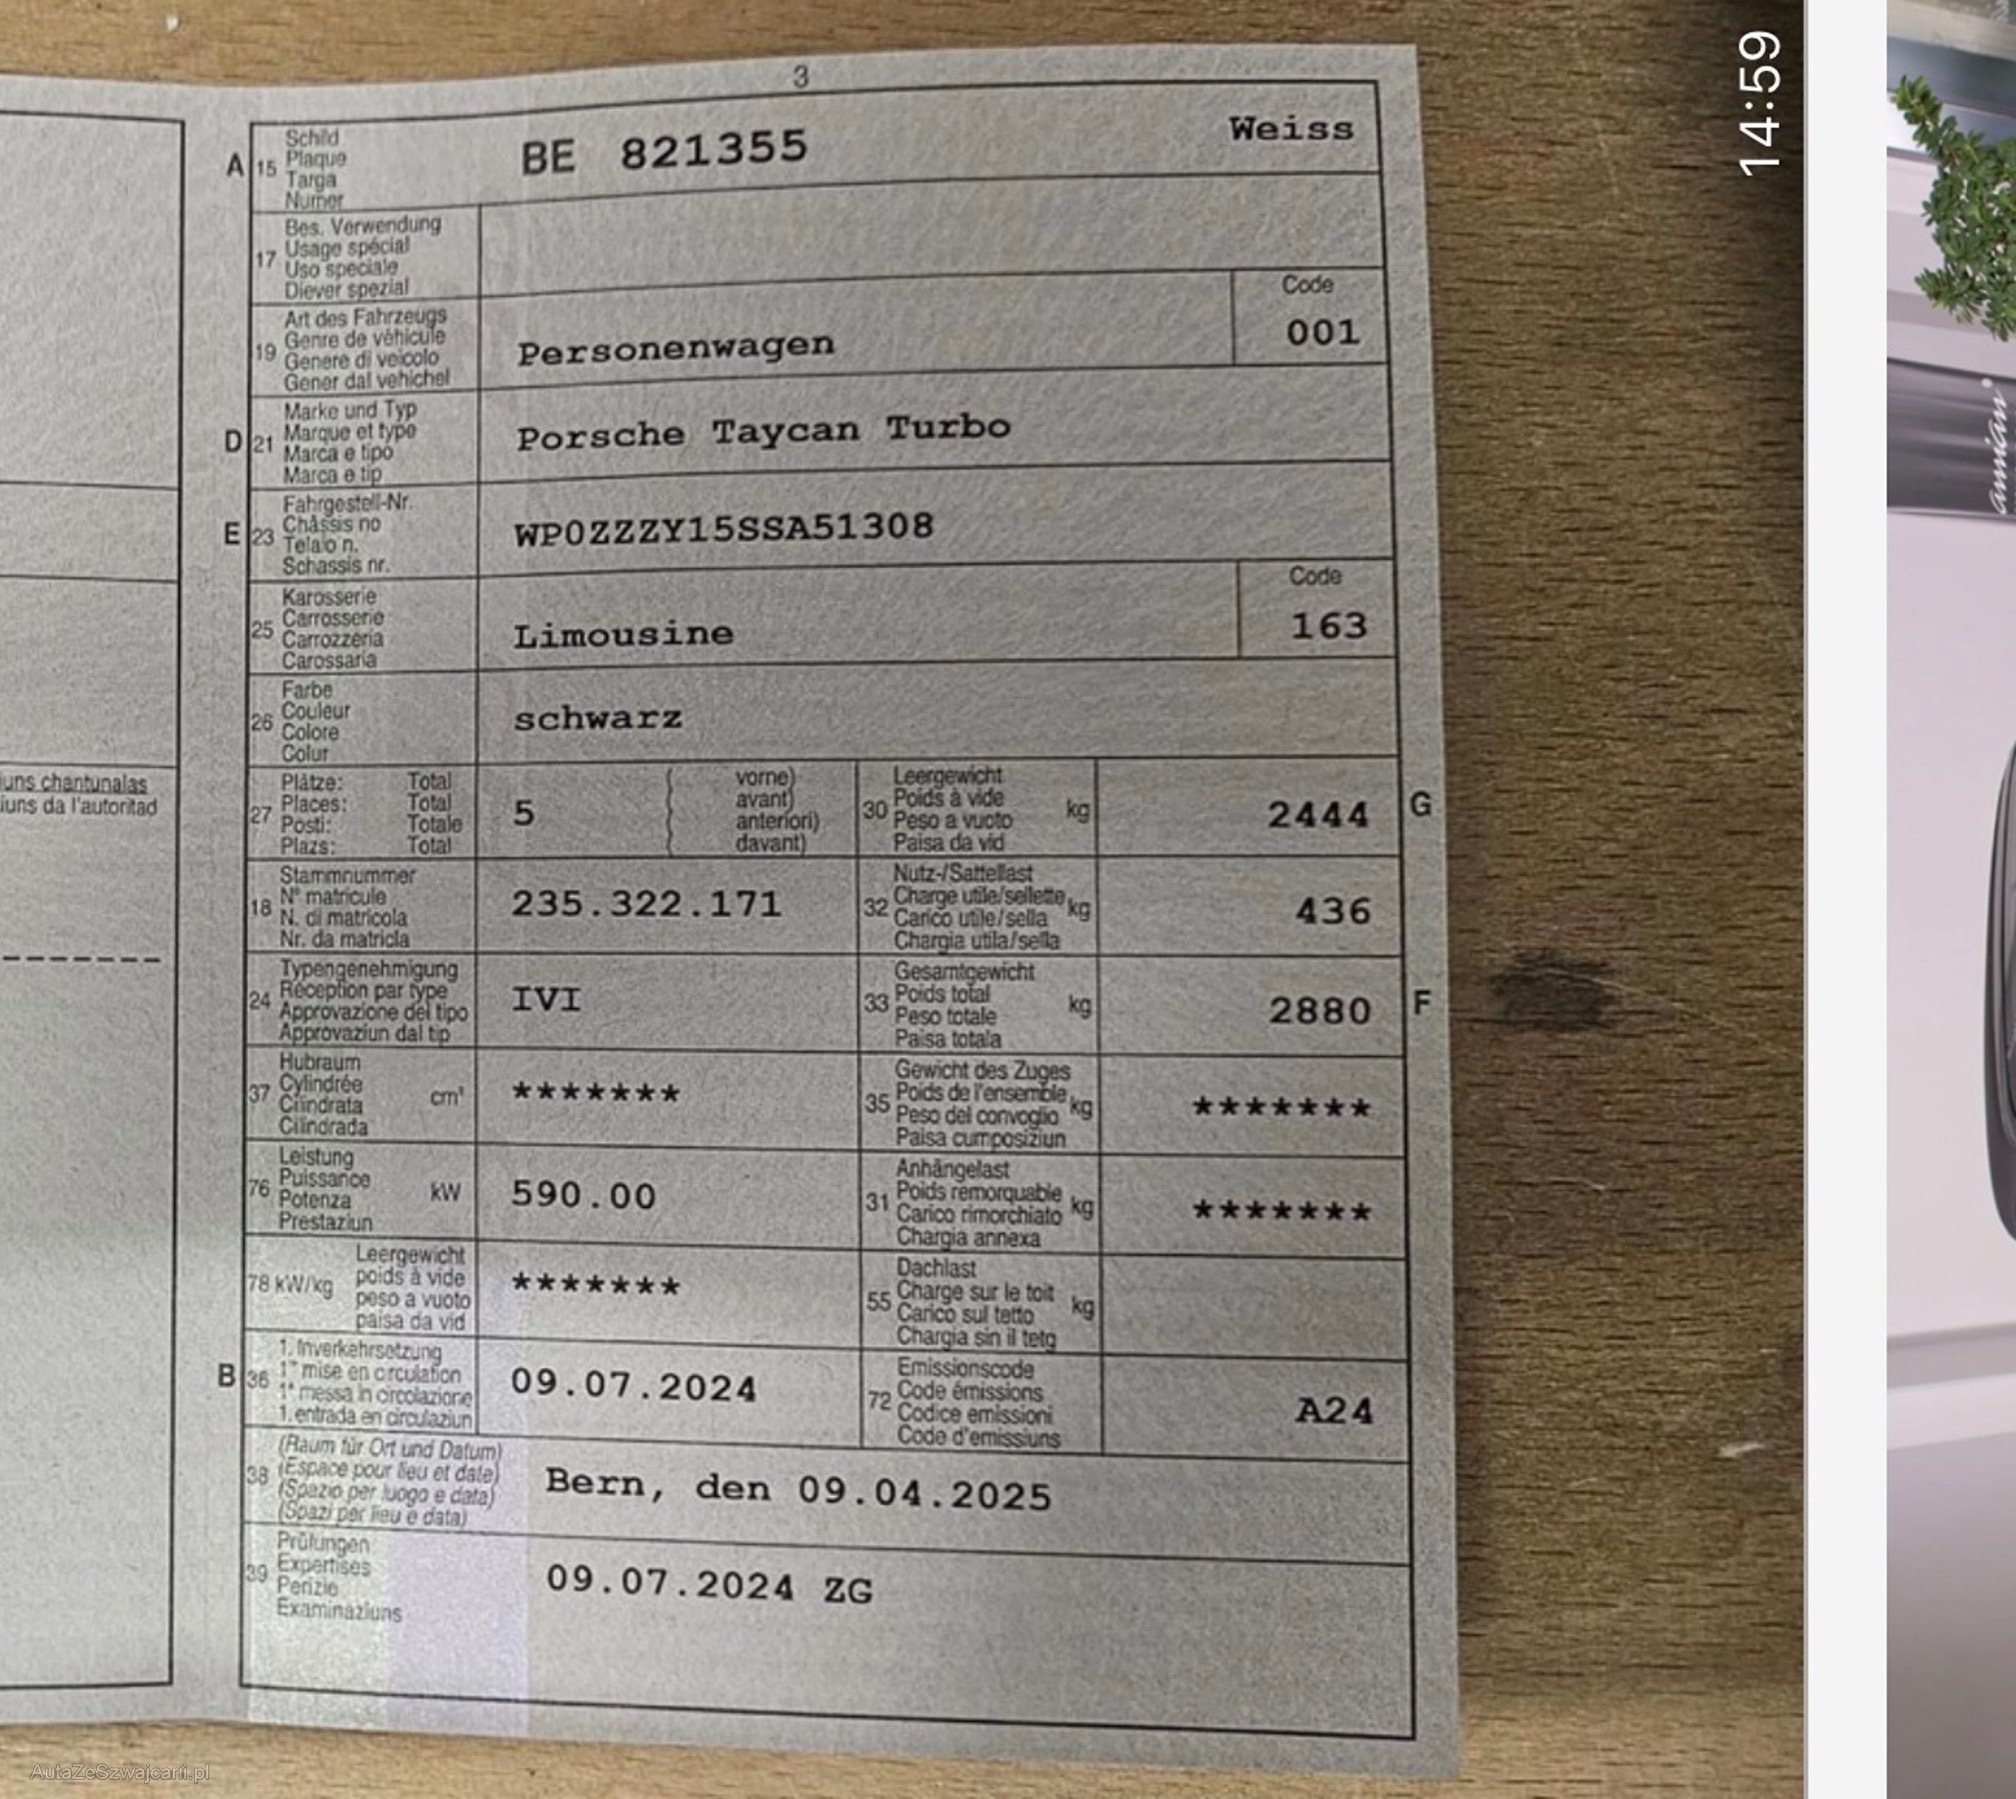 3
A 15 Schild
Plaque
Targa
Numer
BE 821355 Weiss
17 Bes. Verwendung
Usage spécial
Uso speciale
Diever spezial
19 Art des Fahrzeugs
Genre de véhicule
Genere di veicolo
Gener dal vehichel
Personenwagen
Code
001
D 21 Marke und Typ
Marque et type
Marca e tipo
Marca e tip
Porsche Taycan Turbo
E 23 Fahrgestell-Nr.
Châssis no
Telaio n.
Schassis nr.
WP0ZZZY15SSA51308
25 Karosserie
Carrosserie
Carrozzeria
Carossaria
Limousine
Code
163
26 Farbe
Couleur
Colore
Colur
schwarz
27 Plätze: Total
Places: Total
Posti: Totale
Plazs: Total
5
( vorne)
( avant)
( anteriori)
( davant)
30 Leergewicht
Poids à vide
Peso a vuoto
Paisa da vid
kg
2444 G
18 Stammnummer
N° matricule
N. di matricola
Nr. da matricla
235.322.171
32 Nutz-/Sattellast
Charge utile/sellette
Carico utile/sella
Chargia utila/sella
kg
436
24 Typengenehmigung
Réception par type
Approvazione del tipo
Approvaziun dal tip
IVI
33 Gesamtgewicht
Poids total
Peso totale
Paisa totala
kg
2880 F
37 Hubraum
Cylindrée
Cilindrata
Cilindrada
cm³
*******
35 Gewicht des Zuges
Poids de l'ensemble
Peso del convoglio
Paisa cumposiziun
kg
*******
76 Leistung
Puissance
Potenza
Prestaziun
kW
590.00
31 Anhängelast
Poids remorquable
Carico rimorchiato
Chargia annexa
kg
*******
78 kW/kg Leergewicht
poids à vide
peso a vuoto
paisa da vid
*******
55 Dachlast
Charge sur le toit
Carico sul tetto
Chargia sin il tetg
kg
B 36 1. Inverkehrsetzung
1re mise en circulation
1a messa in circolazione
1. entrada en circulaziun
09.07.2024
72 Emissionscode
Code émissions
Codice emissioni
Code d'emissiuns
A24
38 (Raum für Ort und Datum)
(Espace pour lieu et date)
(Spazio per luogo e data)
(Spazi per lieu e data)
Bern, den 09.04.2025
39 Prüfungen
Expertises
Perizie
Examinaziuns
09.07.2024 ZG
iuns chantunalas
iuns da l'autoritad
14:59
AutaZeSzwajcarii.pl